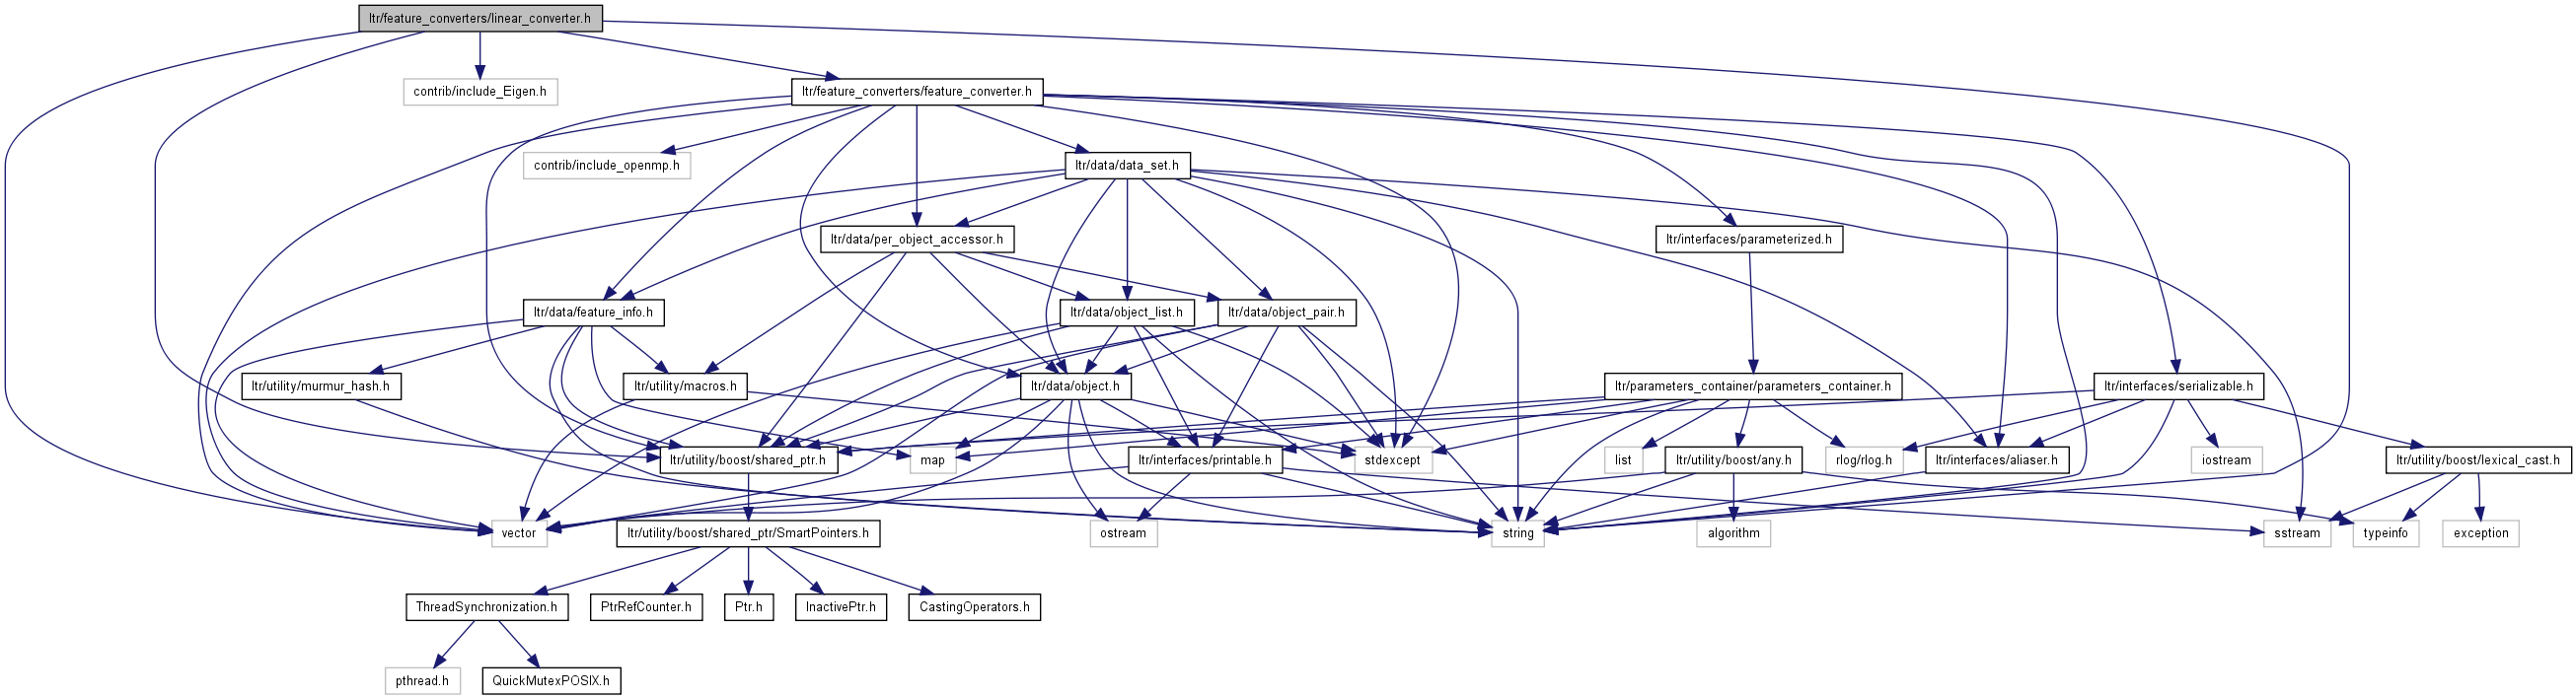 ltr/feature_converters/linear_converter.h
contrib/include_Eigen.h
ltr/feature_converters/feature_converter.h
contrib/include_openmp.h
ltr/data/data_set.h
ltr/data/per_object_accessor.h
ltr/interfaces/parameterized.h
ltr/data/feature_info.h
ltr/data/object_list.h
ltr/data/object_pair.h
ltr/utility/murmur_hash.h
ltr/utility/macros.h
ltr/data/object.h
ltr/parameters_container/parameters_container.h
ltr/interfaces/serializable.h
ltr/utility/boost/shared_ptr.h
map
ltr/interfaces/printable.h
stdexcept
list
ltr/utility/boost/any.h
rlog/rlog.h
ltr/interfaces/aliaser.h
iostream
ltr/utility/boost/lexical_cast.h
vector
ltr/utility/boost/shared_ptr/SmartPointers.h
ostream
string
algorithm
sstream
typeinfo
exception
ThreadSynchronization.h
PtrRefCounter.h
Ptr.h
InactivePtr.h
CastingOperators.h
pthread.h
QuickMutexPOSIX.h